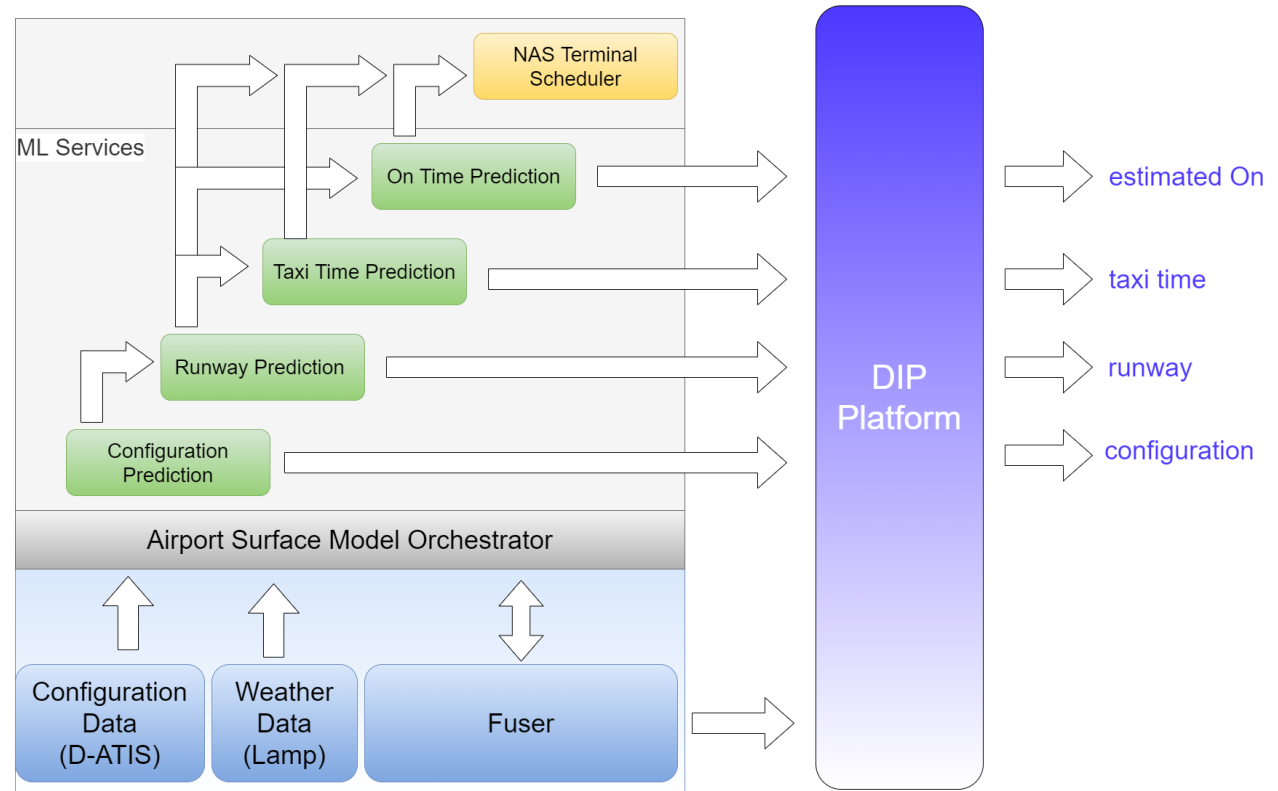 NAS Terminal
Scheduler
ML Services
On Time Prediction
estimated On
Taxi Time Prediction
taxi time
Runway Prediction
runway
DIP
Platform
Configuration
Prediction
configuration
Airport Surface Model Orchestrator
Configuration
Data
(D-ATIS)
Weather
Data
(Lamp)
Fuser